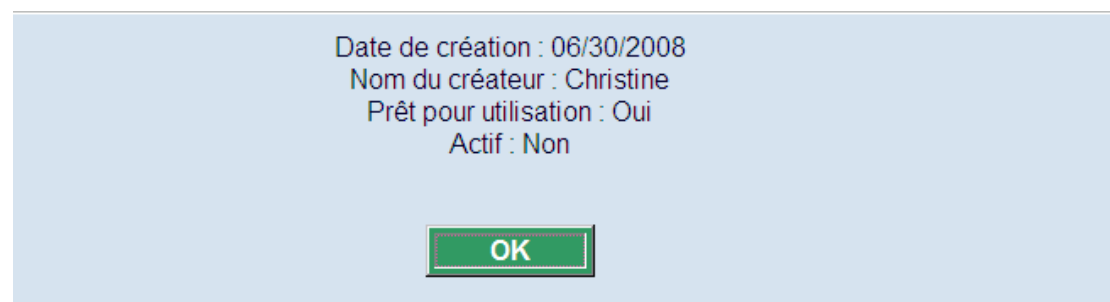 Date de création : 06/30/2008
Nom du créateur : Christine
Prêt pour utilisation : Oui
Actif : Non
OK